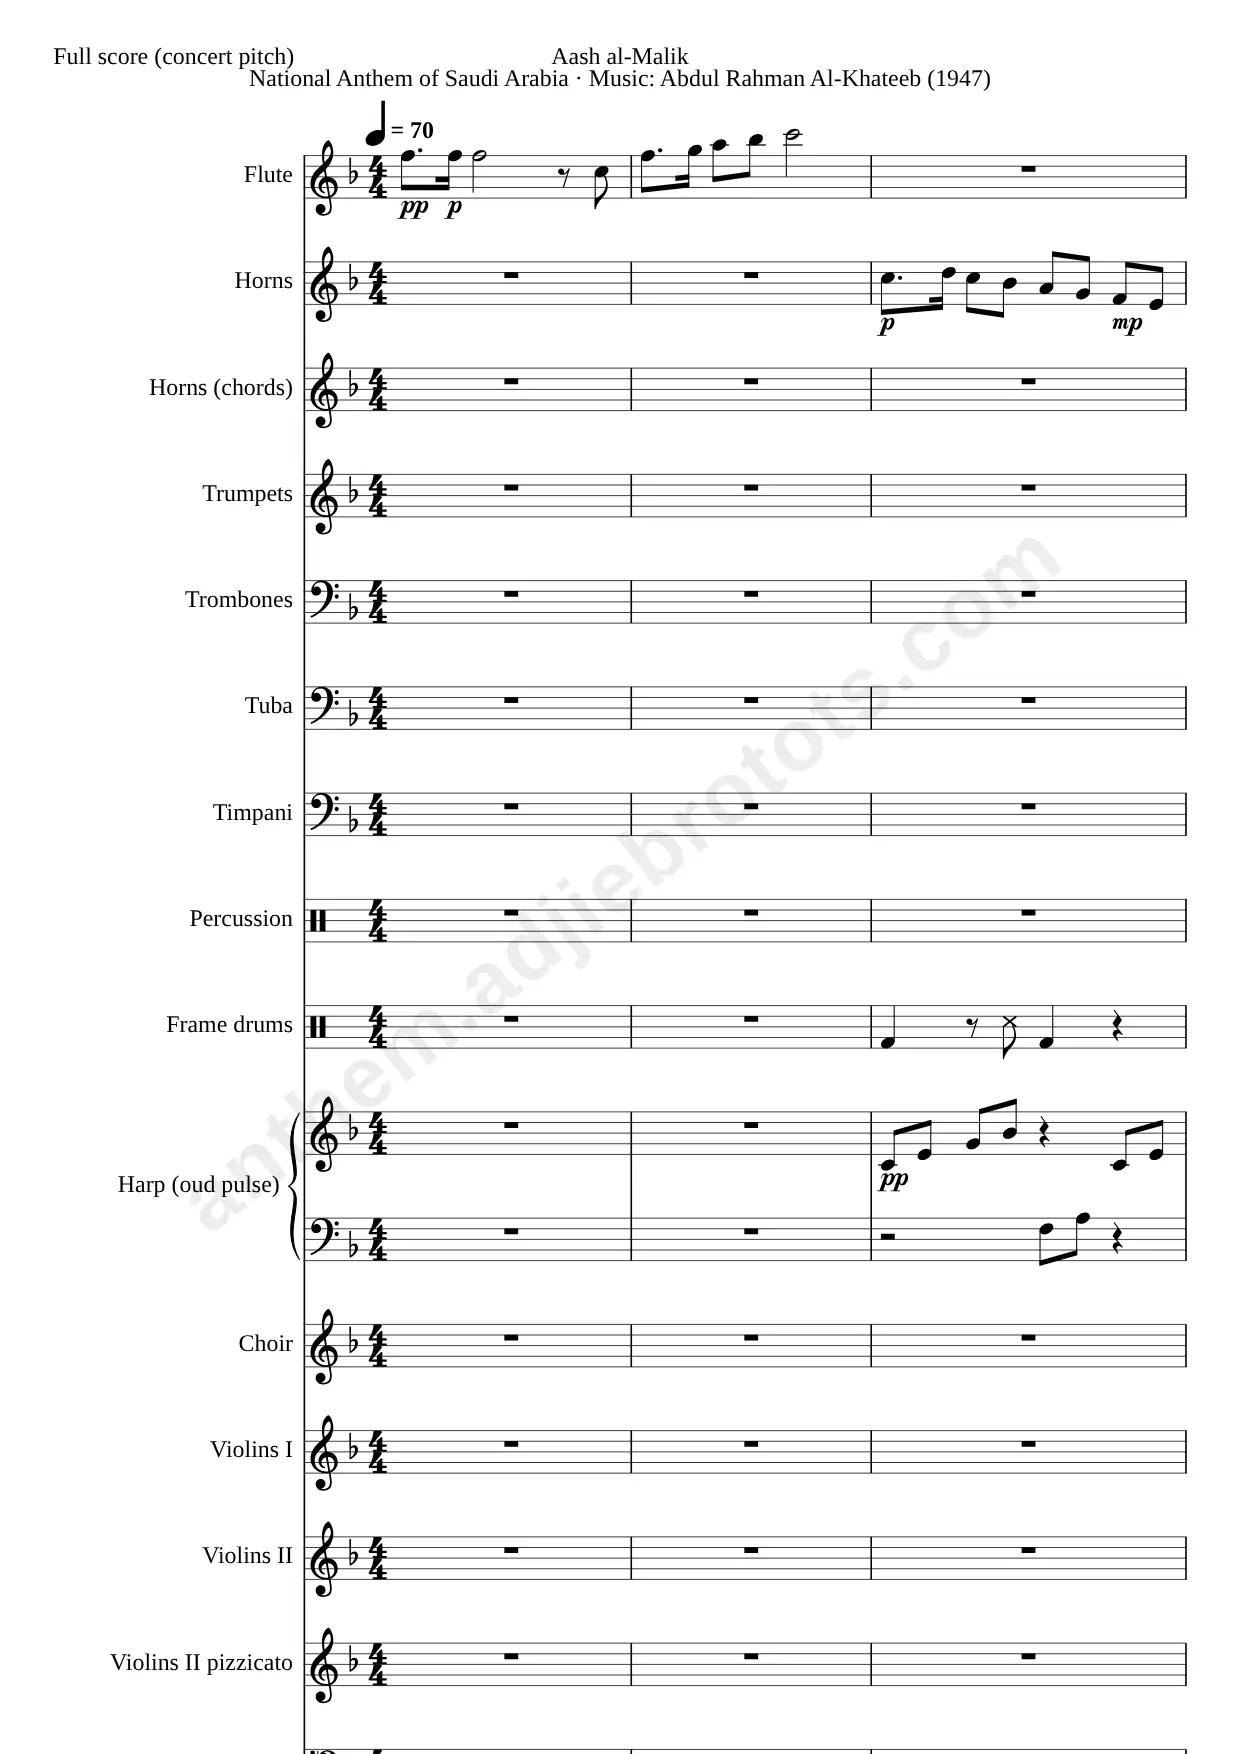 Full score (concert pitch)
Aash al-Malik
National Anthem of Saudi Arabia · Music: Abdul Rahman Al-Khateeb (1947)
= 70
Flute
pp p
Horns
p mp
Horns (chords)
Trumpets
Trombones
Tuba
Timpani
Percussion
Frame drums
Harp (oud pulse)
pp
Choir
Violins I
Violins II
Violins II pizzicato
anthem.adjiebrotots.com